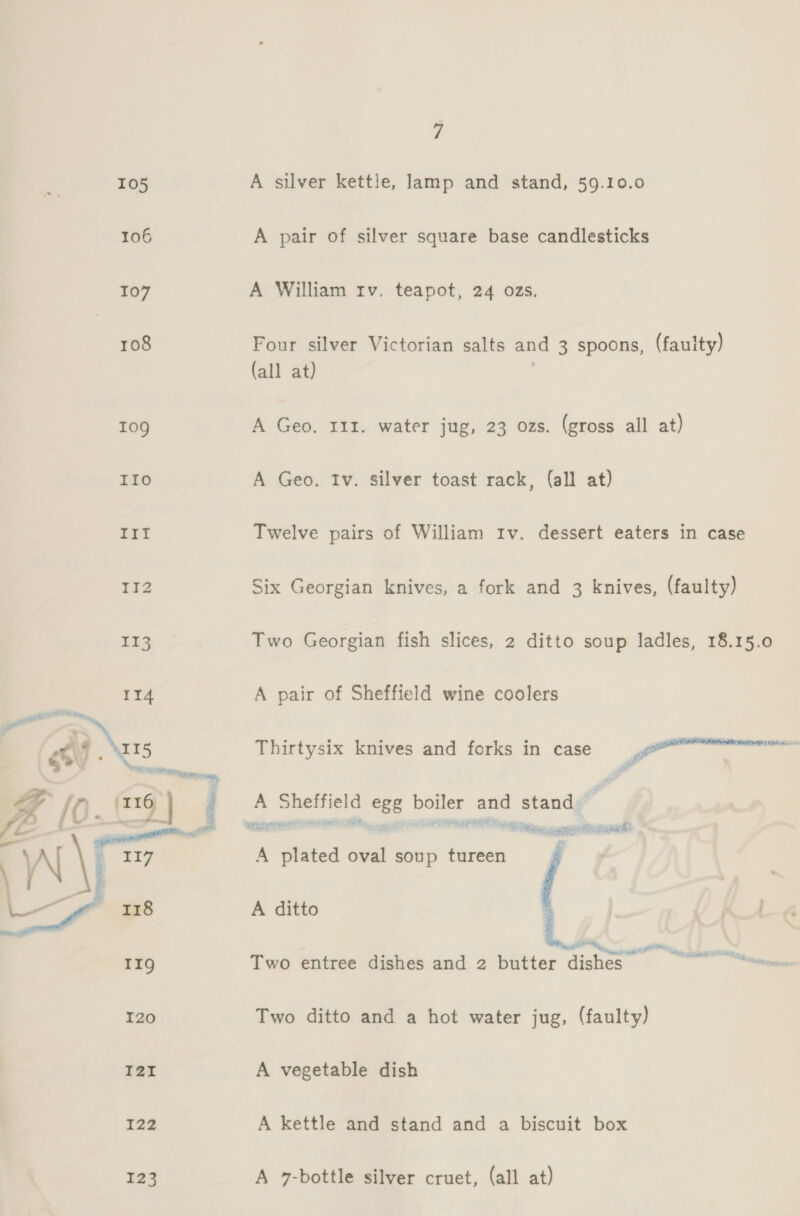 7
105 A silver kettle, lamp and stand, 59.10.0
106 A pair of silver square base candlesticks
107 A William IV. teapot, 24 ozs.
108 Four silver Victorian salts and 3 spoons, (faulty)
(all at)
109 A Geo. III. water jug, 23 ozs. (gross all at)
110 A Geo. IV. silver toast rack, (all at)
111 Twelve pairs of William IV. dessert eaters in case
112 Six Georgian knives, a fork and 3 knives, (faulty)
113 Two Georgian fish slices, 2 ditto soup ladles, 18.15.0
114 A pair of Sheffield wine coolers
115 Thirtysix knives and forks in case
116 A Sheffield egg boiler and stand
117 A plated oval soup tureen
118 A ditto
119 Two entree dishes and 2 butter dishes
120 Two ditto and a hot water jug, (faulty)
121 A vegetable dish
122 A kettle and stand and a biscuit box
123 A 7-bottle silver cruet, (all at)